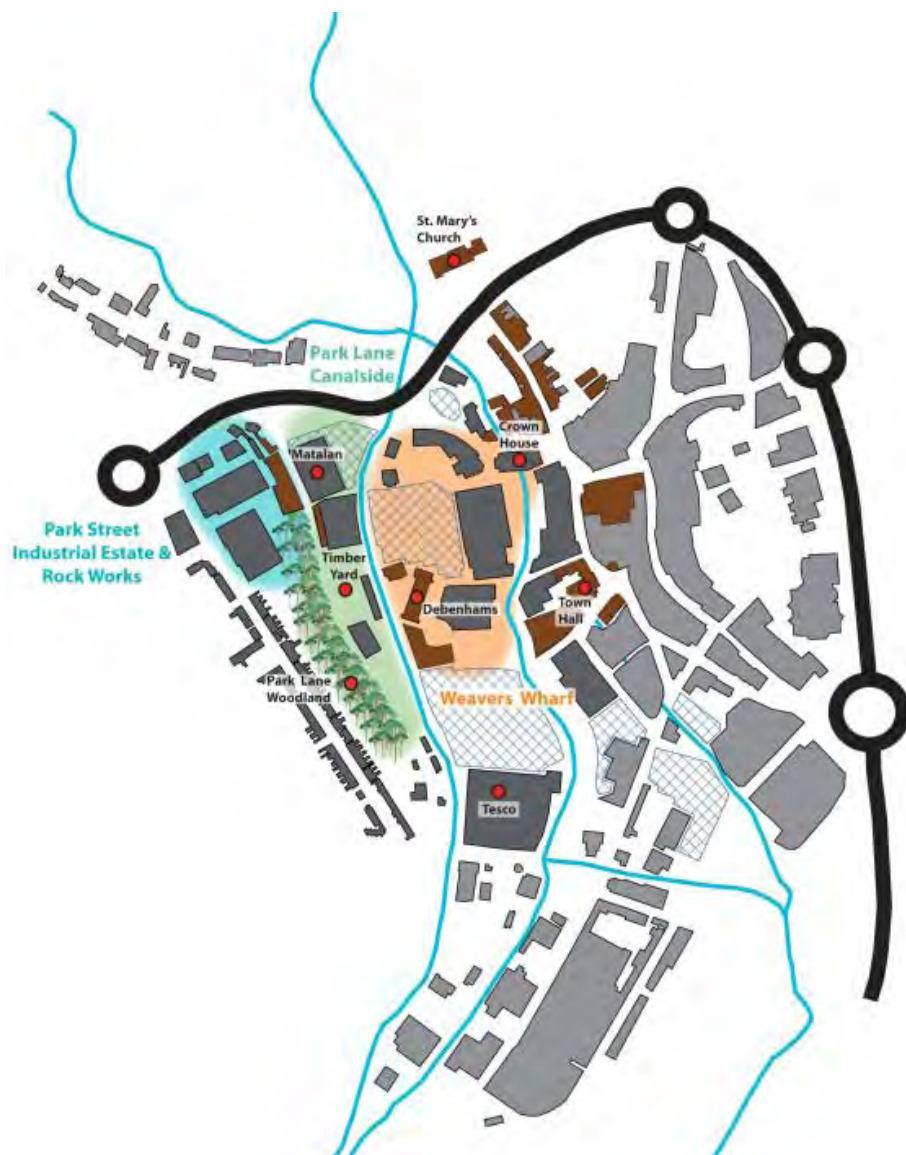 St. Mary's
Church
Park Lane
Canalside
Crown
House
Matalan
Park Street
Industrial Estate &
Rock Works
Timber
Yard
Debenhams
Town
Hall
Park Lane
Woodland
Weavers Wharf
Tesco